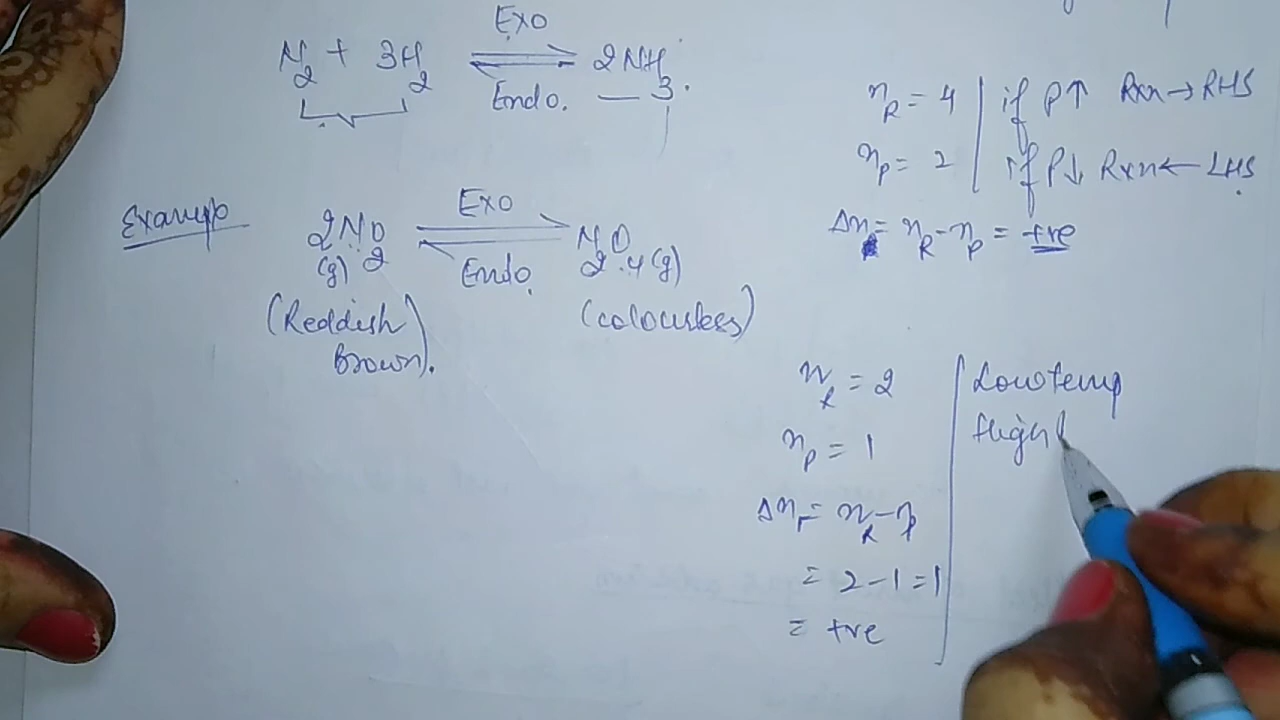 Exo
N2 + 3H2 ⇌ 2NH3.
Endo.
nR = 4 | if P↑ Rxn → RHS
nP = 2 | if P↓ Rxn ← LHS
Δn = nR - nP = +ve
Example
Exo
2NO2 (g) ⇌ N2O4 (g)
Endo.
(Reddish Brown).
(colourless)
nR = 2
nP = 1
Δn = nR - nP
= 2 - 1 = 1
= +ve
Low temp
High